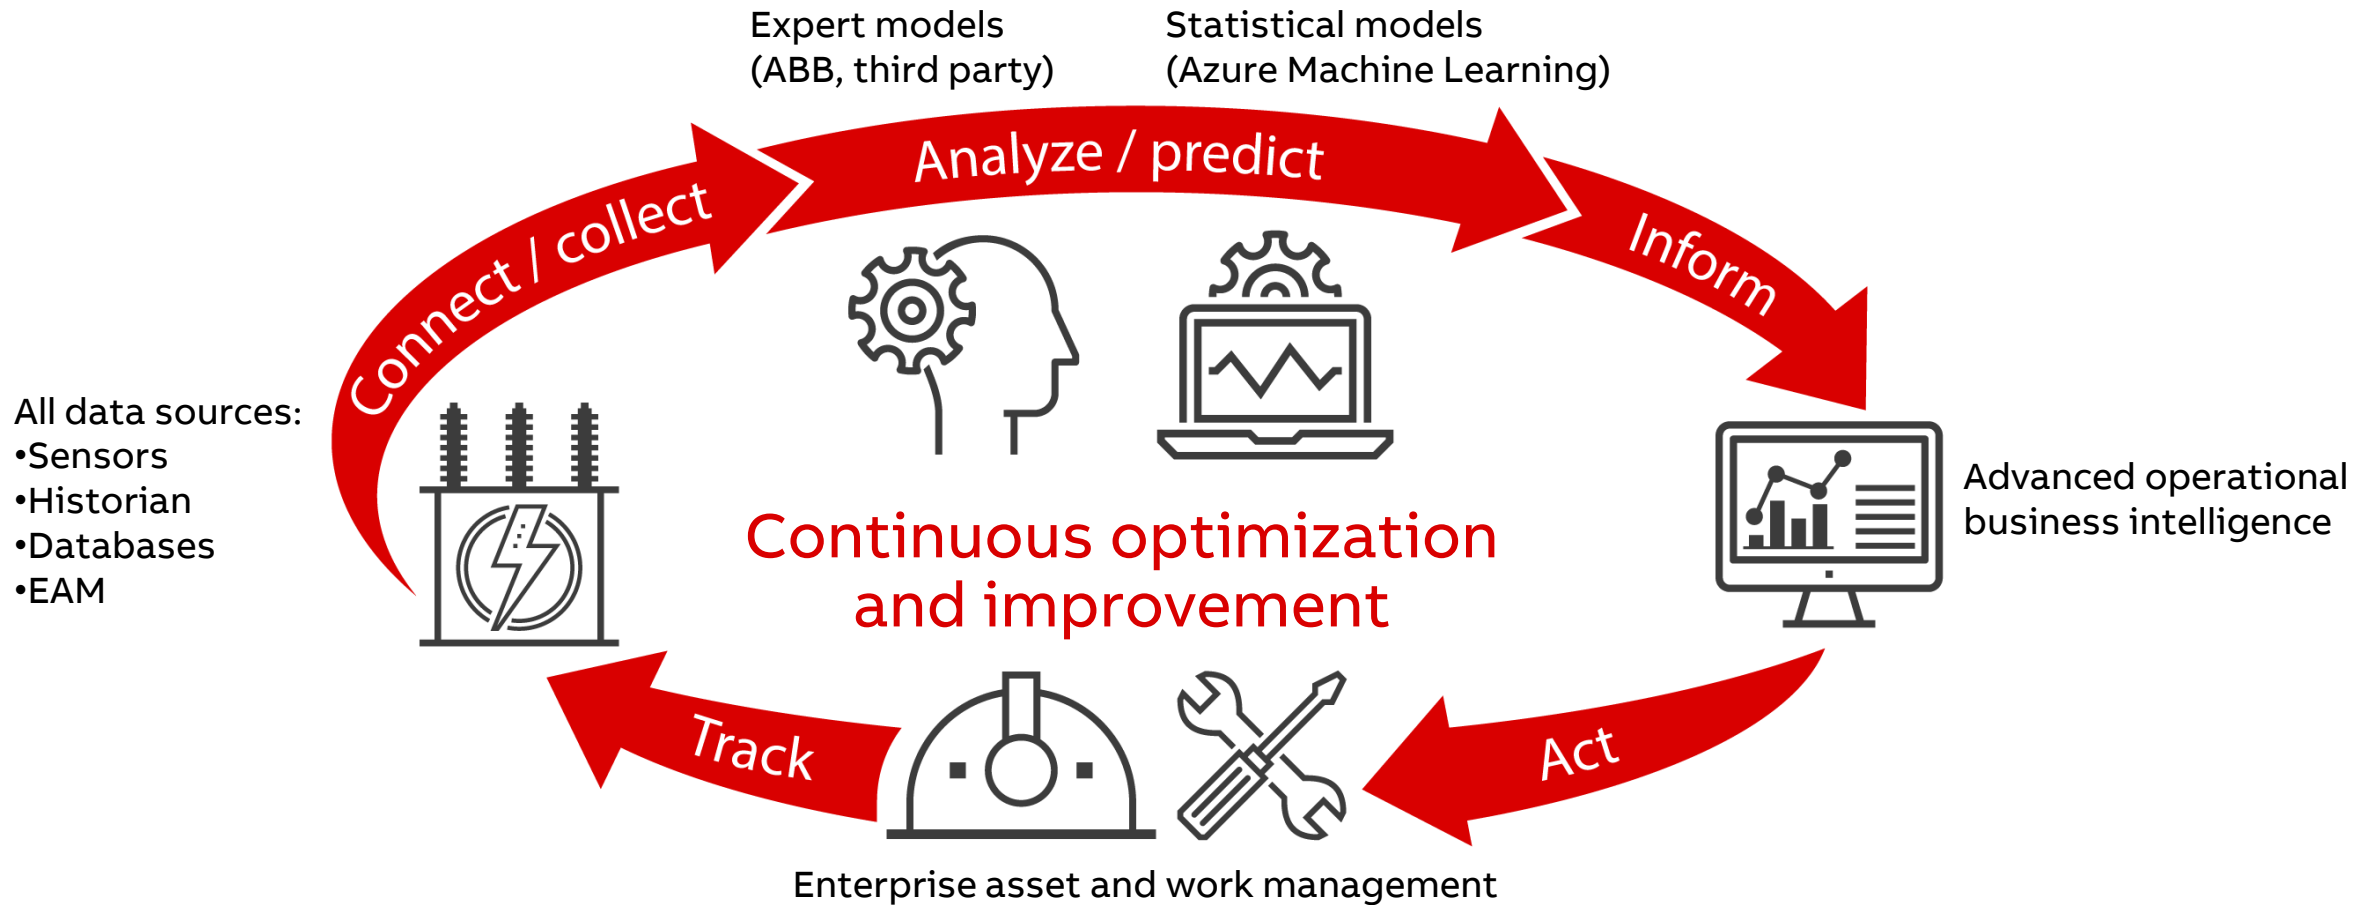 Expert models
(ABB, third party)
Statistical models
(Azure Machine Learning)
Connect / collect
Analyze / predict
Inform
All data sources:
•Sensors
•Historian
•Databases
•EAM
Advanced operational
business intelligence
Continuous optimization
and improvement
Track
Act
Enterprise asset and work management